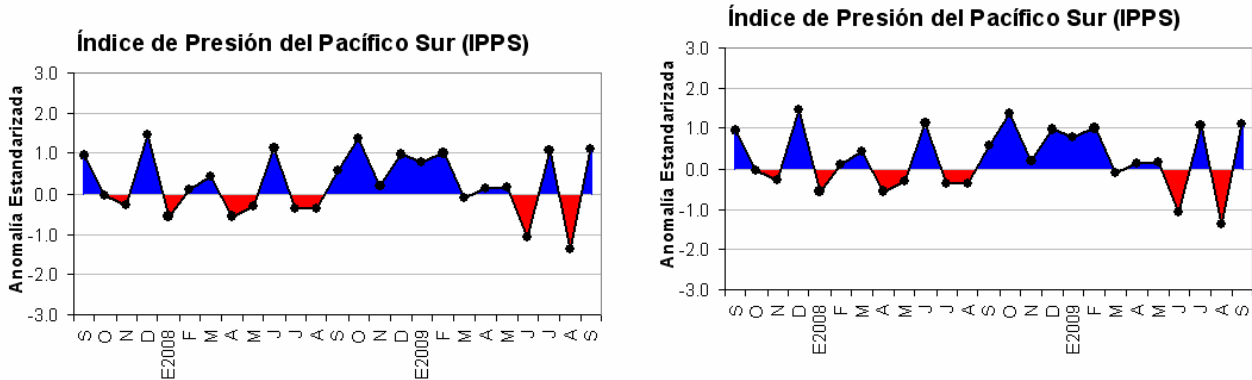 Índice de Presión del Pacífico Sur (IPPS)
Anomalía Estandarizada
3.0
2.0
1.0
0.0
-1.0
-2.0
-3.0
S O N D E2008 F M A M J J A S O N D E2009 F M A M J J A S
Índice de Presión del Pacífico Sur (IPPS)
Anomalía Estandarizada
3.0
2.0
1.0
0.0
-1.0
-2.0
-3.0
S O N D E2008 F M A M J J A S O N D E2009 F M A M J J A S